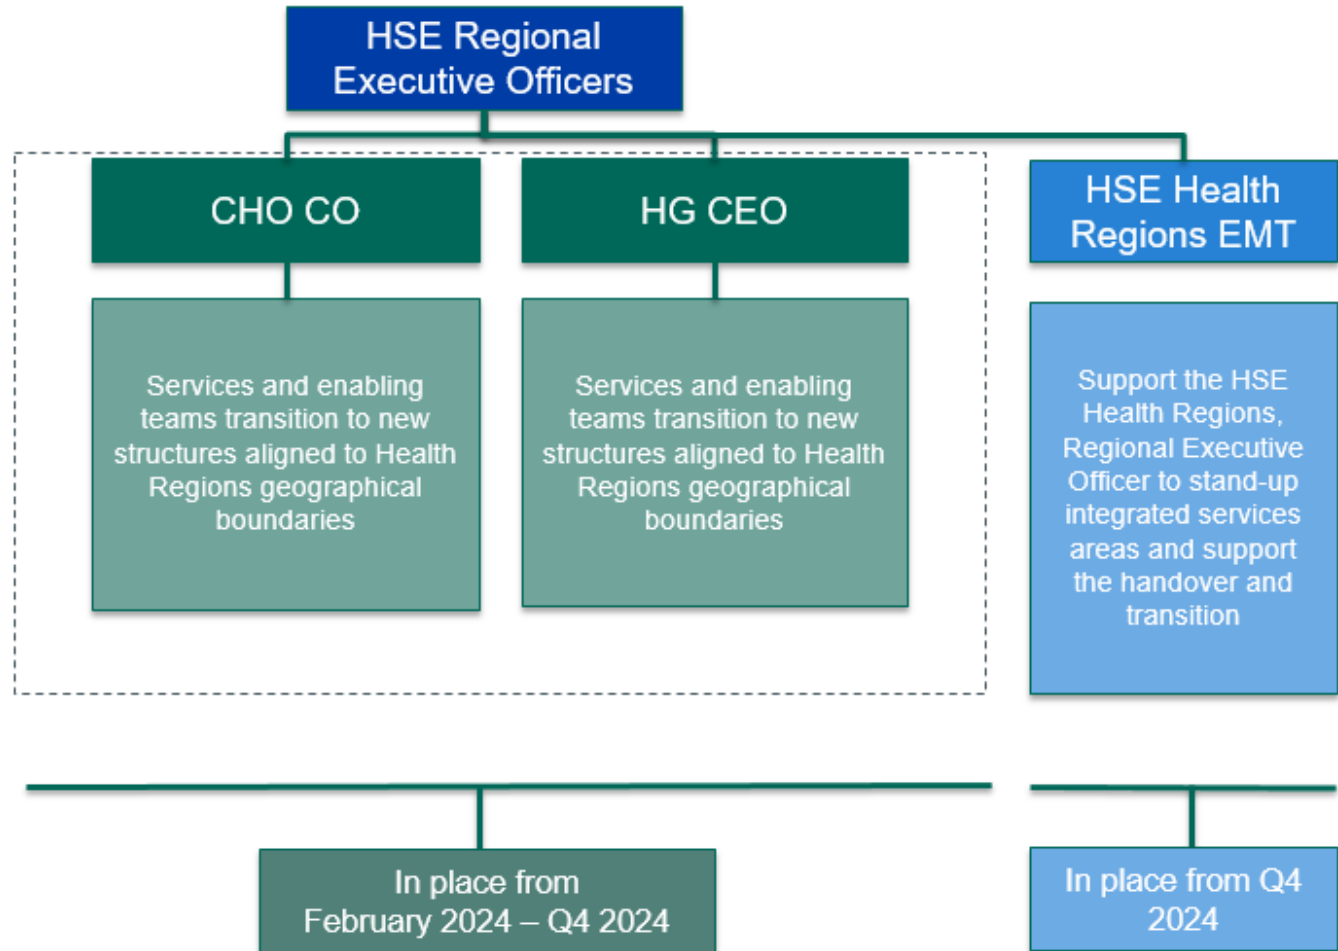 HSE Regional
Executive Officers
CHO CO
HG CEO
HSE Health
Regions EMT
Services and enabling
teams transition to new
structures aligned to Health
Regions geographical
boundaries
Services and enabling
teams transition to new
structures aligned to Health
Regions geographical
boundaries
Support the HSE
Health Regions,
Regional Executive
Officer to stand-up
integrated services
areas and support
the handover and
transition
In place from
February 2024 – Q4 2024
In place from Q4
2024